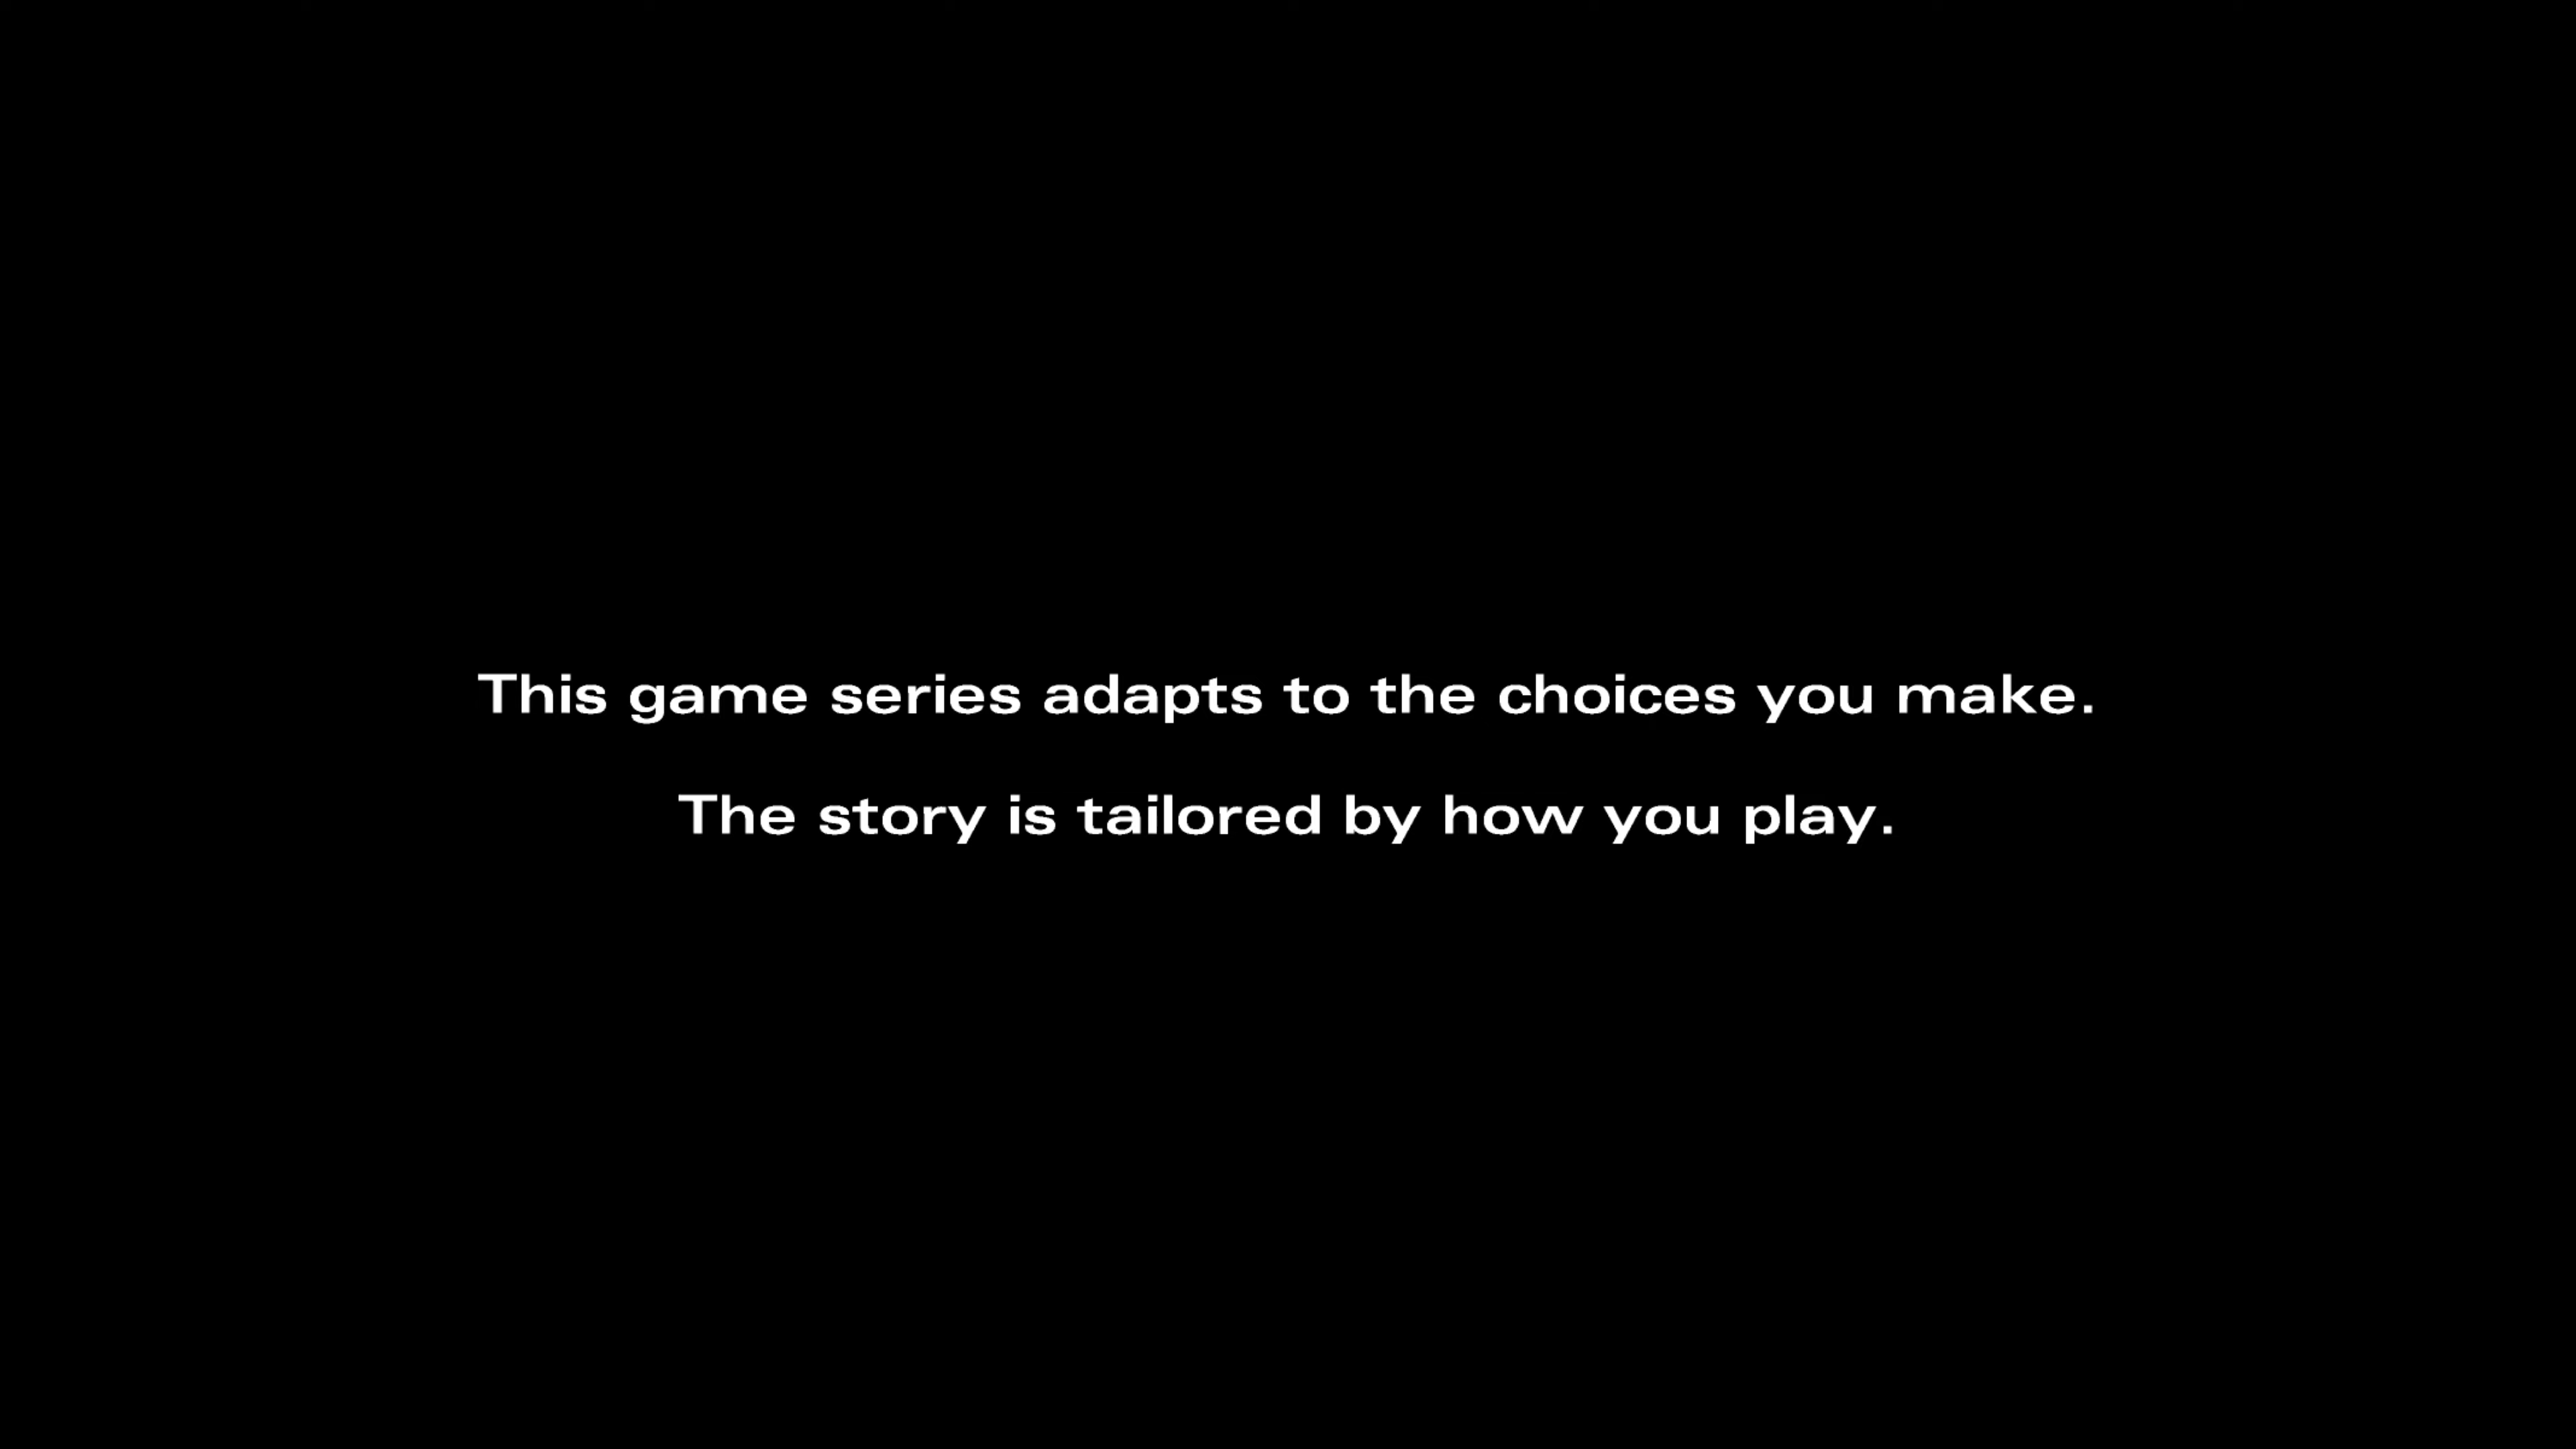 This game series adapts to the choices you make.
The story is tailored by how you play.